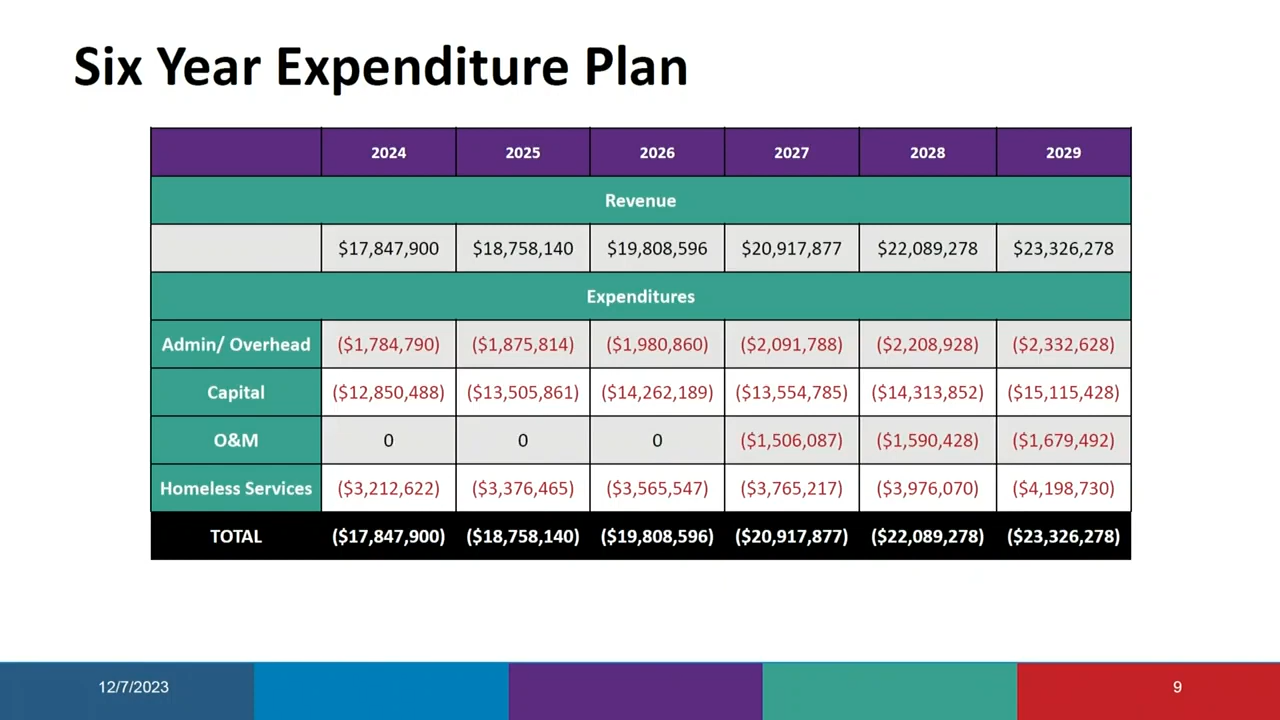 Six Year Expenditure Plan
2024 2025 2026 2027 2028 2029
Revenue
$17,847,900 $18,758,140 $19,808,596 $20,917,877 $22,089,278 $23,326,278
Expenditures
Admin/ Overhead ($1,784,790) ($1,875,814) ($1,980,860) ($2,091,788) ($2,208,928) ($2,332,628)
Capital ($12,850,488) ($13,505,861) ($14,262,189) ($13,554,785) ($14,313,852) ($15,115,428)
O&M 0 0 0 ($1,506,087) ($1,590,428) ($1,679,492)
Homeless Services ($3,212,622) ($3,376,465) ($3,565,547) ($3,765,217) ($3,976,070) ($4,198,730)
TOTAL ($17,847,900) ($18,758,140) ($19,808,596) ($20,917,877) ($22,089,278) ($23,326,278)
12/7/2023 9